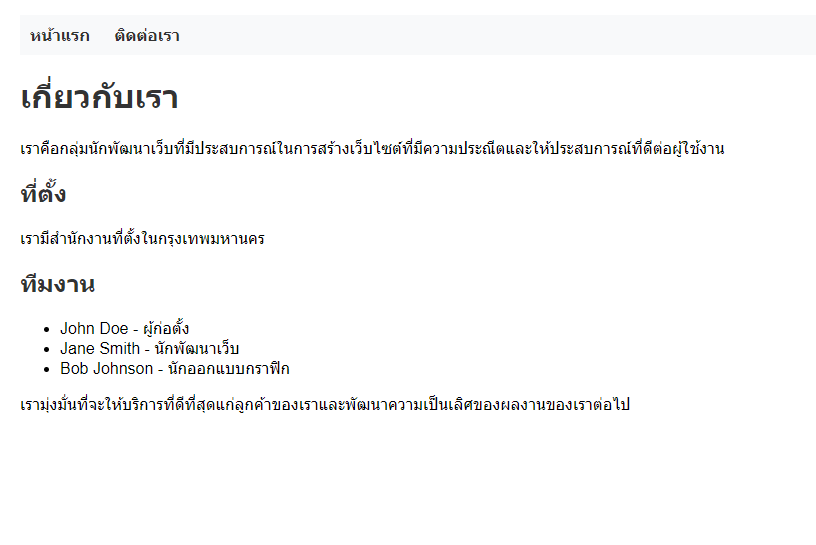 หน้าแรก ติดต่อเรา
เกี่ยวกับเรา
เราคือกลุ่มนักพัฒนาเว็บที่มีประสบการณ์ในการสร้างเว็บไซต์ที่มีความประณีตและให้ประสบการณ์ที่ดีต่อผู้ใช้งาน
ที่ตั้ง
เรามีสำนักงานที่ตั้งในกรุงเทพมหานคร
ทีมงาน
John Doe - ผู้ก่อตั้ง
Jane Smith - นักพัฒนาเว็บ
Bob Johnson - นักออกแบบกราฟิก
เรามุ่งมั่นที่จะให้บริการที่ดีที่สุดแก่ลูกค้าของเราและพัฒนาความเป็นเลิศของผลงานของเราต่อไป